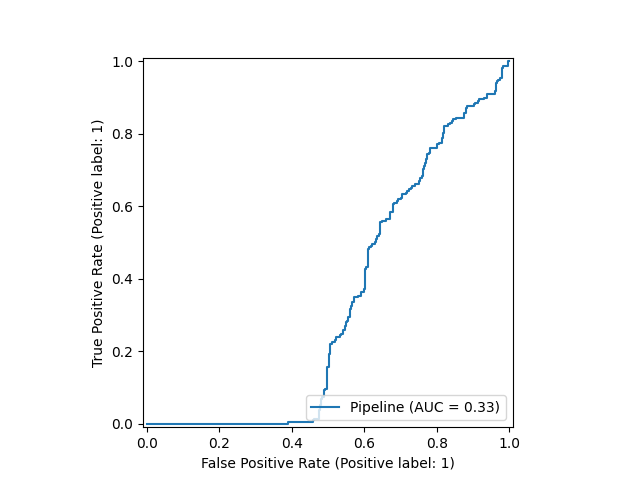 1.0
0.8
0.6
0.4
0.2
0.0
True Positive Rate (Positive label: 1)
Pipeline (AUC = 0.33)
0.0 0.2 0.4 0.6 0.8 1.0
False Positive Rate (Positive label: 1)